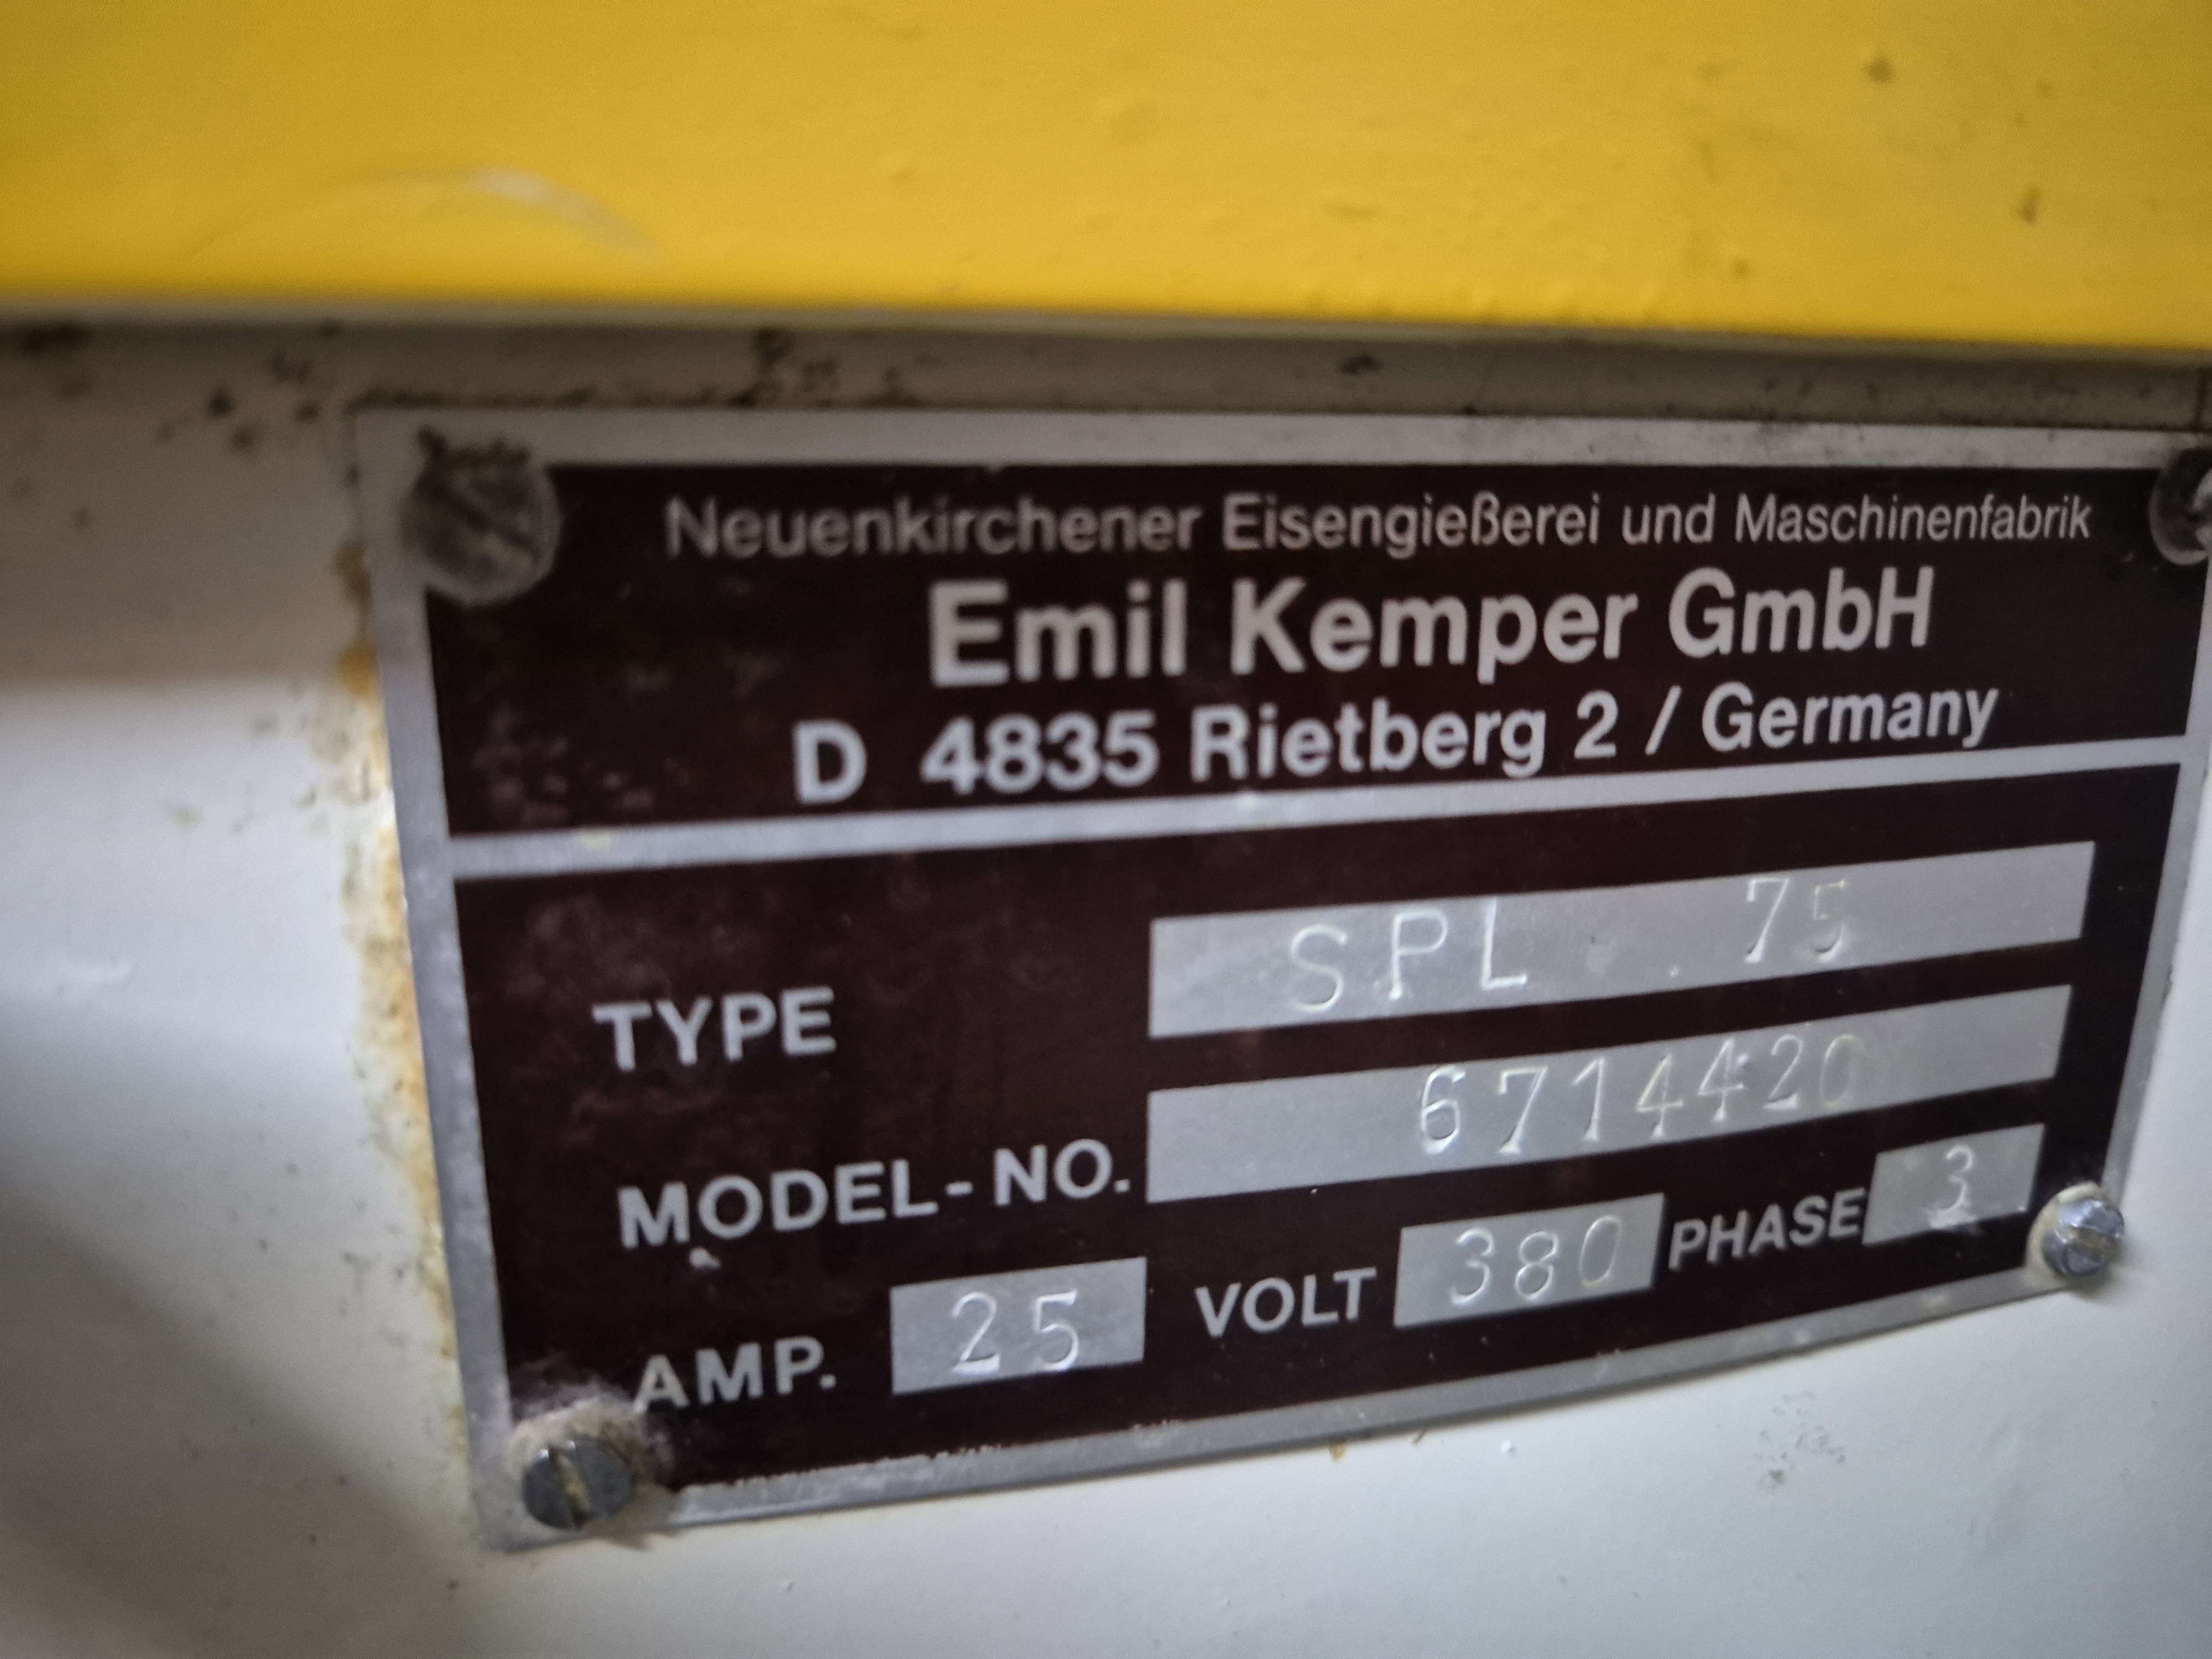 Neuenkirchener Eisengießerei und Maschinenfabrik
Emil Kemper GmbH
D 4835 Rietberg 2 / Germany
TYPE SPL 75
MODEL-NO. 6714420
AMP. 25 VOLT 380 PHASE 3